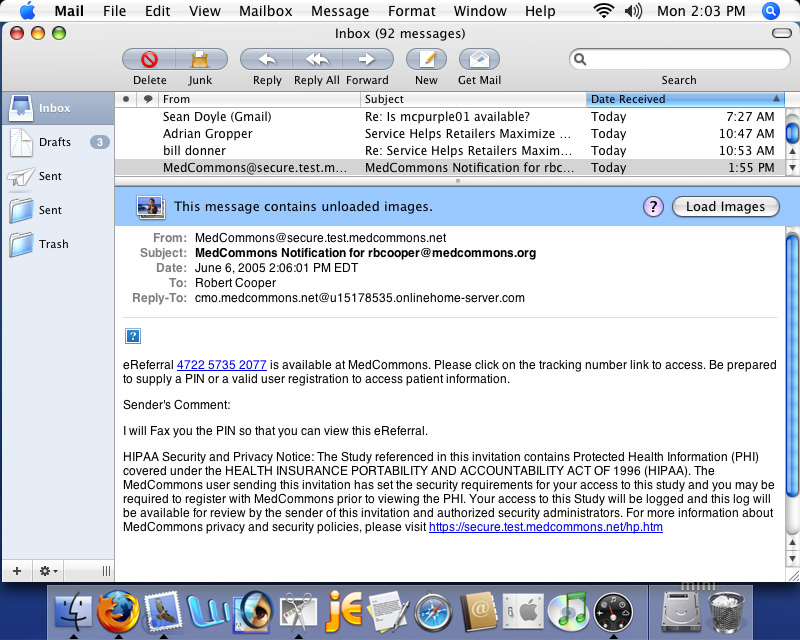 Mail File Edit View Mailbox Message Format Window Help Mon 2:03 PM
Inbox (92 messages)
Delete Junk Reply Reply All Forward New Get Mail Search
From Subject Date Received
Inbox
Drafts 3
Sent
Sent
Trash
Sean Doyle (Gmail) Re: Is mcpurple01 available? Today 7:27 AM
Adrian Gropper Service Helps Retailers Maximize ... Today 10:47 AM
bill donner Re: Service Helps Retailers Maxim... Today 10:53 AM
MedCommons@secure.test.m... MedCommons Notification for rbc... Today 1:55 PM
This message contains unloaded images. ? Load Images
From: MedCommons@secure.test.medcommons.net
Subject: MedCommons Notification for rbcooper@medcommons.org
Date: June 6, 2005 2:06:01 PM EDT
To: Robert Cooper
Reply-To: cmo.medcommons.net@u15178535.onlinehome-server.com
?
eReferral 4722 5735 2077 is available at MedCommons. Please click on the tracking number link to access. Be prepared
to supply a PIN or a valid user registration to access patient information.
Sender's Comment:
I will Fax you the PIN so that you can view this eReferral.
HIPAA Security and Privacy Notice: The Study referenced in this invitation contains Protected Health Information (PHI)
covered under the HEALTH INSURANCE PORTABILITY AND ACCOUNTABILITY ACT OF 1996 (HIPAA). The
MedCommons user sending this invitation has set the security requirements for your access to this study and you may be
required to register with MedCommons prior to viewing the PHI. Your access to this Study will be logged and this log will
be available for review by the sender of this invitation and authorized security administrators. For more information about
MedCommons privacy and security policies, please visit https://secure.test.medcommons.net/hp.htm
mini
jE
@